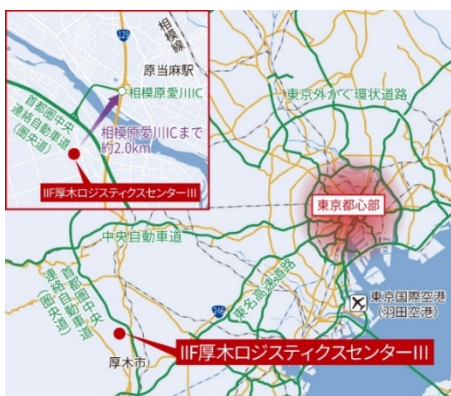 129
相模線
原当麻駅
相模原愛川IC
首都圏中央
連絡自動車道
(圏央道)
相模原愛川ICまで
約2.0km
IIF厚木ロジスティクスセンターIII
東京外かく環状道路
東京都心部
中央自動車道
首都圏中央
連絡自動車道
(圏央道)
246
東名高速道路
東京国際空港
(羽田空港)
厚木市
IIF厚木ロジスティクスセンターIII